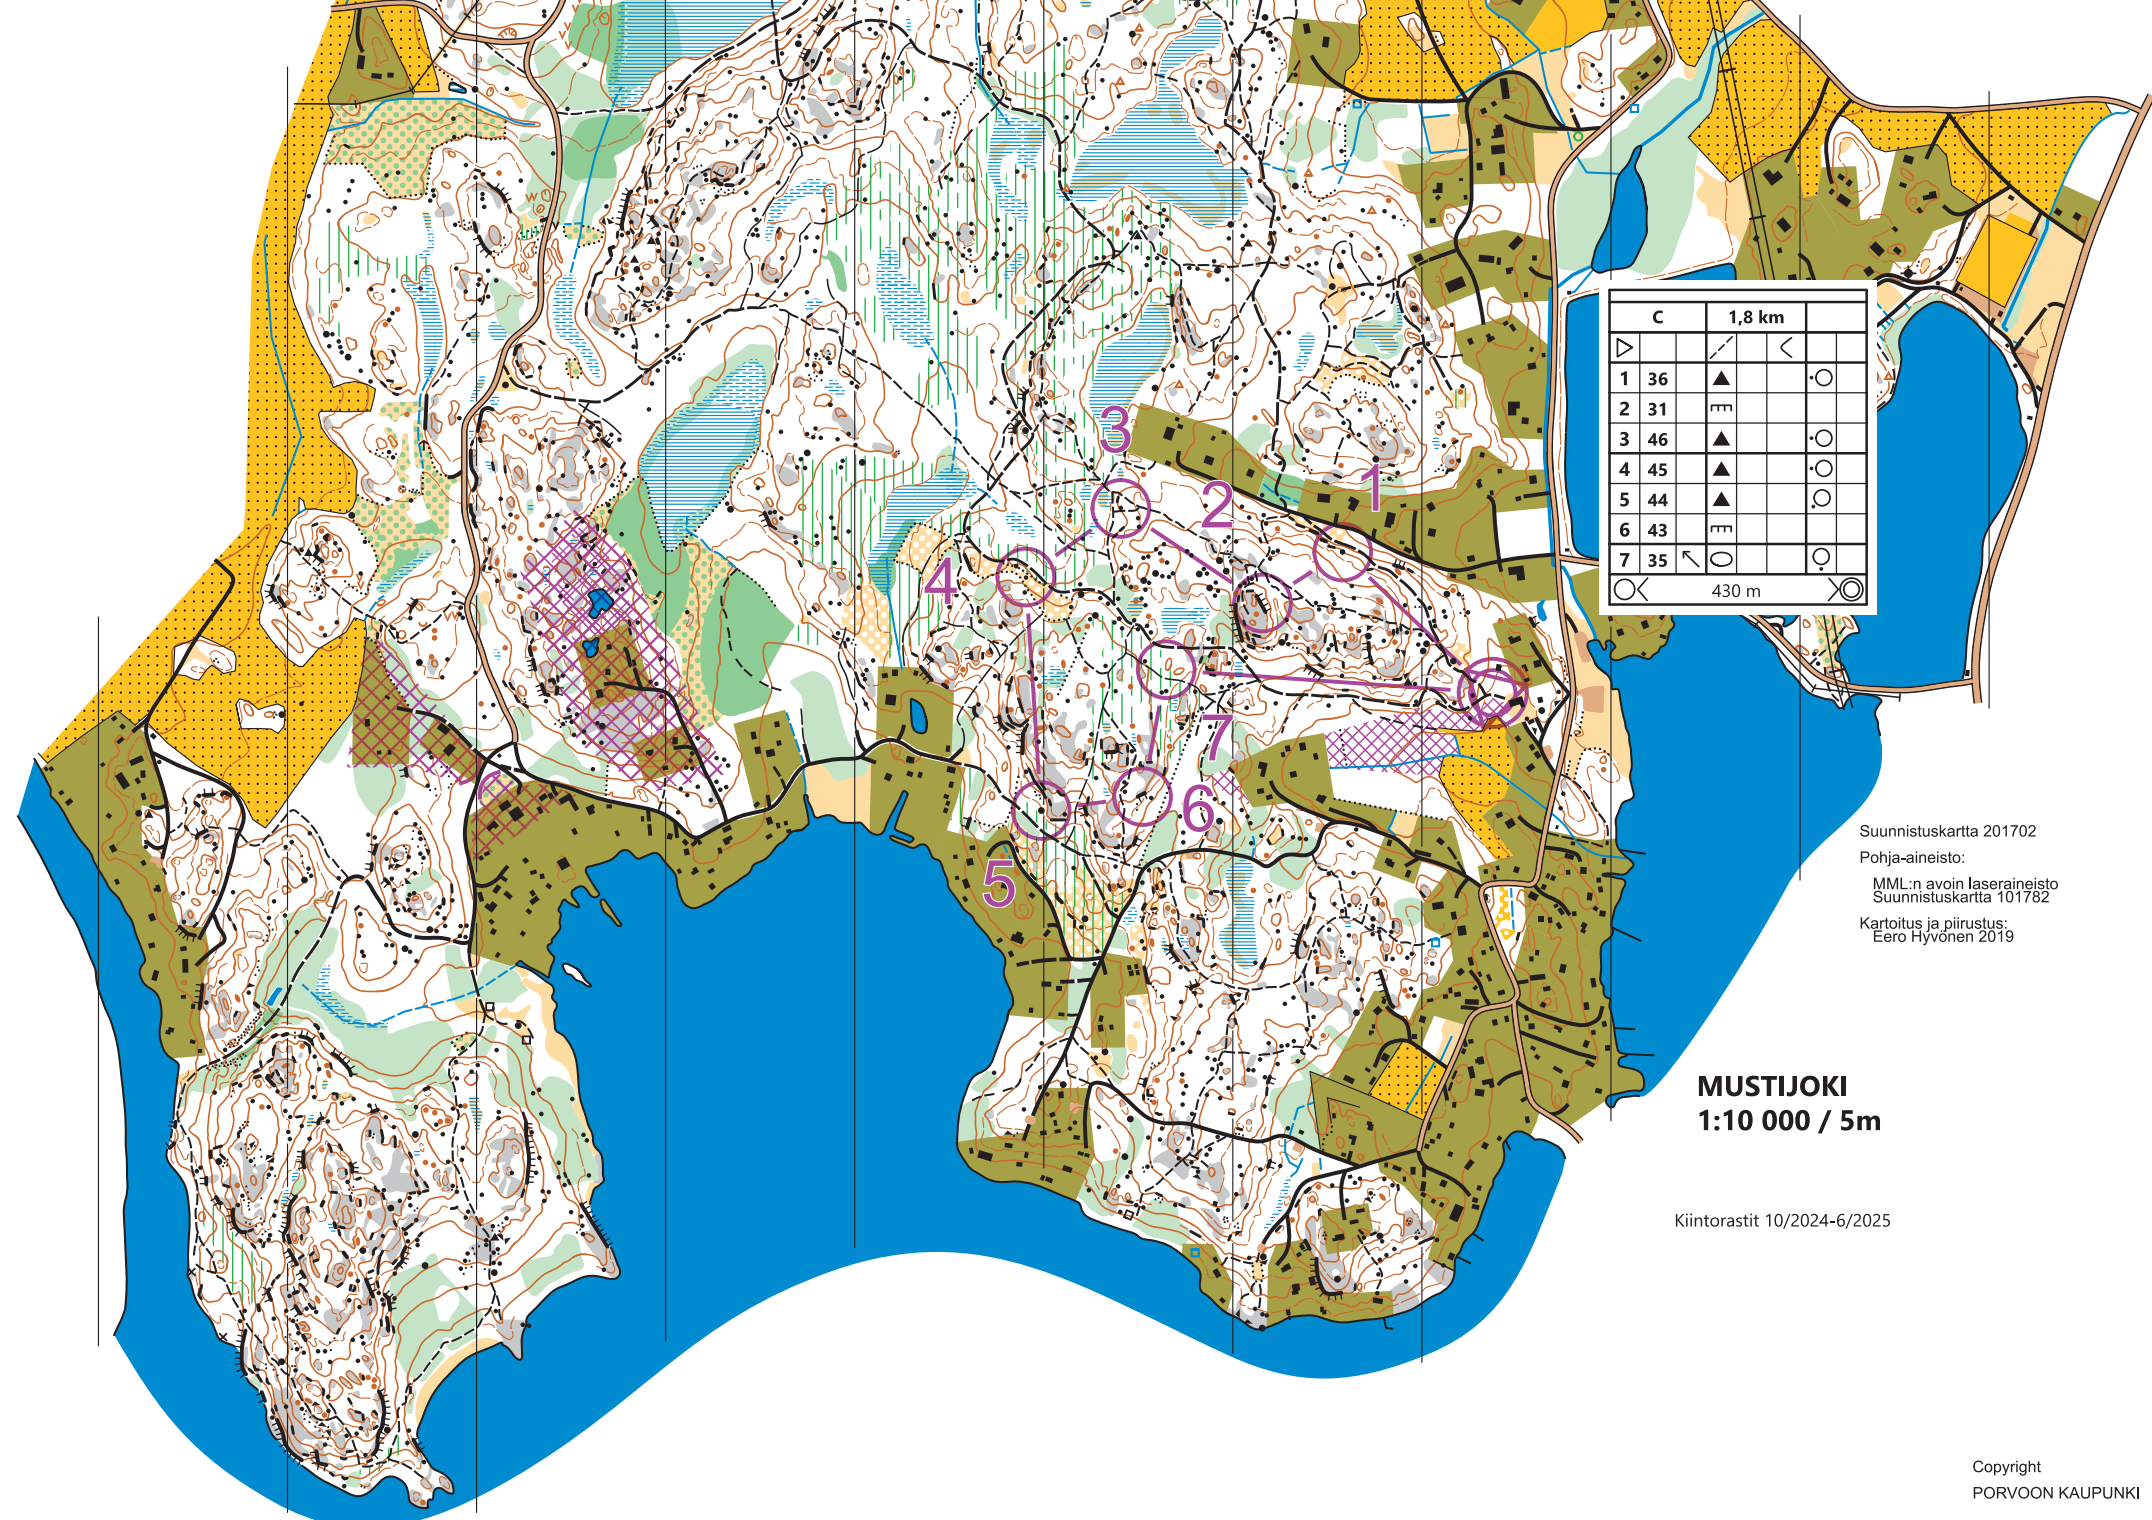 C 1,8 km
1 36
2 31
3 46
4 45
5 44
6 43
7 35
430 m
3
2
1
4
7
6
5
Suunnistuskartta 201702
Pohja-aineisto:
MML:n avoin laseraineisto
Suunnistuskartta 101782
Kartoitus ja piirustus:
Eero Hyvönen 2019
MUSTIJOKI
1:10 000 / 5m
Kiintorastit 10/2024-6/2025
Copyright
PORVOON KAUPUNKI